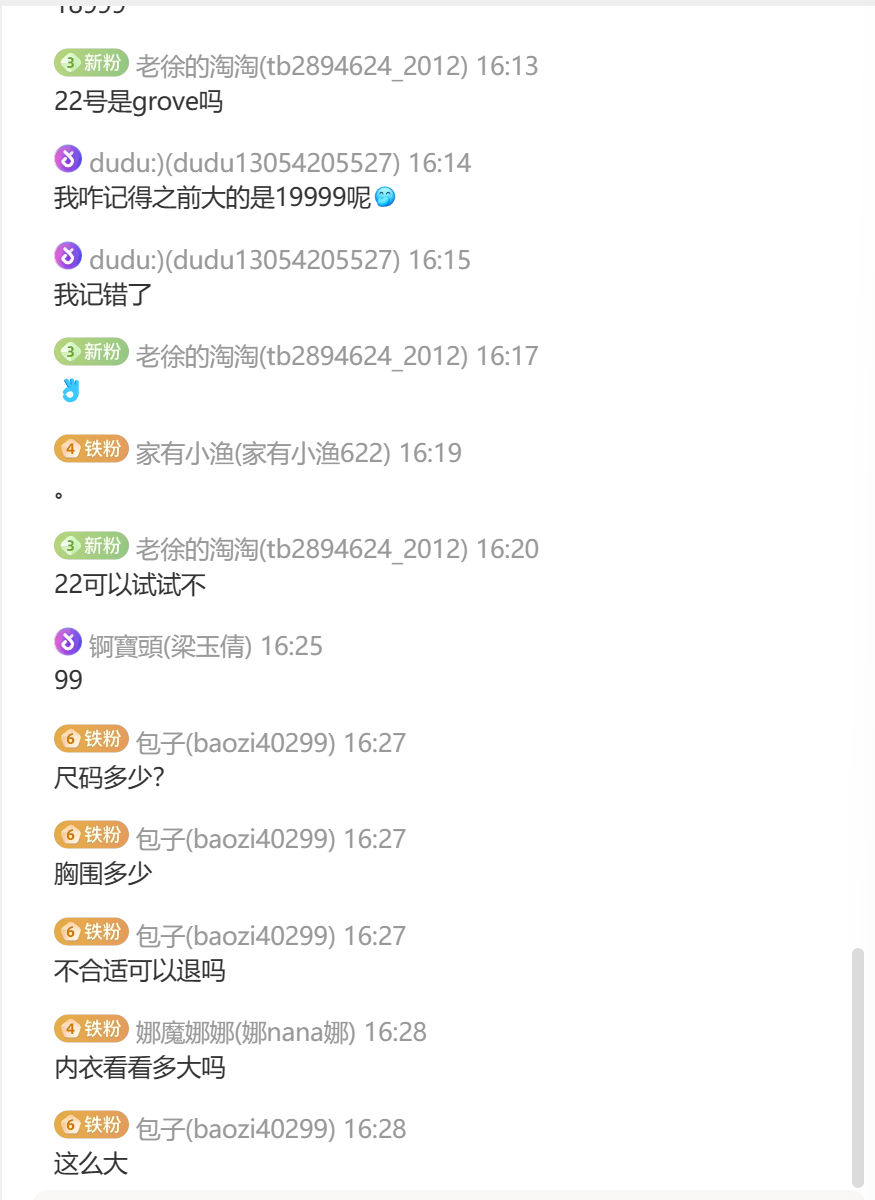 18999
3 新粉 老徐的淘淘(tb2894624_2012) 16:13
22号是grove吗
dudu:)(dudu13054205527) 16:14
我咋记得之前大的是19999呢
dudu:)(dudu13054205527) 16:15
我记错了
3 新粉 老徐的淘淘(tb2894624_2012) 16:17
4 铁粉 家有小渔(家有小渔622) 16:19
。
3 新粉 老徐的淘淘(tb2894624_2012) 16:20
22可以试试不
锕寶頭(梁玉倩) 16:25
99
6 铁粉 包子(baozi40299) 16:27
尺码多少?
6 铁粉 包子(baozi40299) 16:27
胸围多少
6 铁粉 包子(baozi40299) 16:27
不合适可以退吗
4 铁粉 娜魔娜娜(娜nana娜) 16:28
内衣看看多大吗
6 铁粉 包子(baozi40299) 16:28
这么大